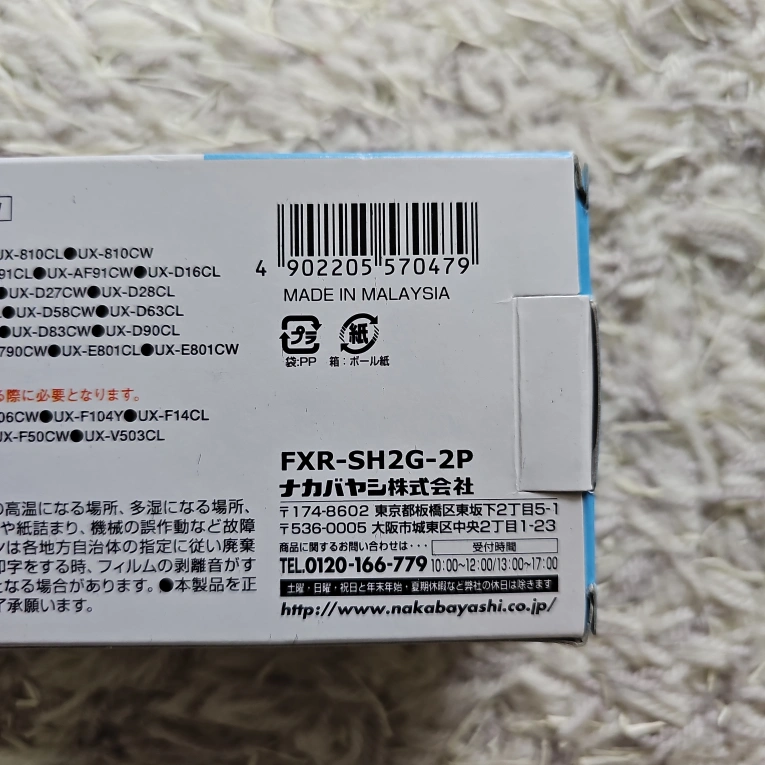 UX-810CL●UX-810CW
91CL●UX-AF91CW●UX-D16CL
●UX-D27CW●UX-D28CL
●UX-D58CW●UX-D63CL
●UX-D83CW●UX-D90CL
790CW●UX-E801CL●UX-E801CW
る際に必要となります。
06CW●UX-F104Y●UX-F14CL
UX-F50CW●UX-V503CL
の高温になる場所、多湿になる場所、
や紙詰まり、機械の誤作動など故障
ンは各地方自治体の指定に従い廃棄
印字をする時、フィルムの剥離音がす
となる場合があります。●本製品を正
了承願います。
4 902205 570479
MADE IN MALAYSIA
プラ 紙
袋:PP 箱:ボール紙
FXR-SH2G-2P
ナカバヤシ株式会社
〒174-8602 東京都板橋区東坂下2丁目5-1
〒536-0005 大阪市城東区中央2丁目1-23
商品に関するお問い合わせは・・・ 受付時間
TEL.0120-166-779 10:00~12:00/13:00~17:00
土曜・日曜・祝日と年末年始・夏期休暇など弊社の休日は除きます
http://www.nakabayashi.co.jp/